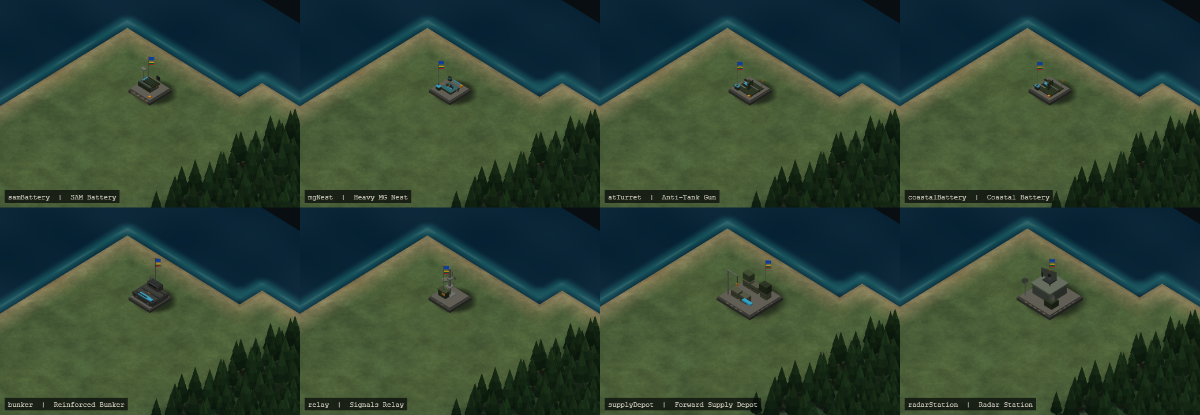 samBattery | SAM Battery
mgNest | Heavy MG Nest
atTurret | Anti-Tank Gun
coastalBattery | Coastal Battery
bunker | Reinforced Bunker
relay | Signals Relay
supplyDepot | Forward Supply Depot
radarStation | Radar Station